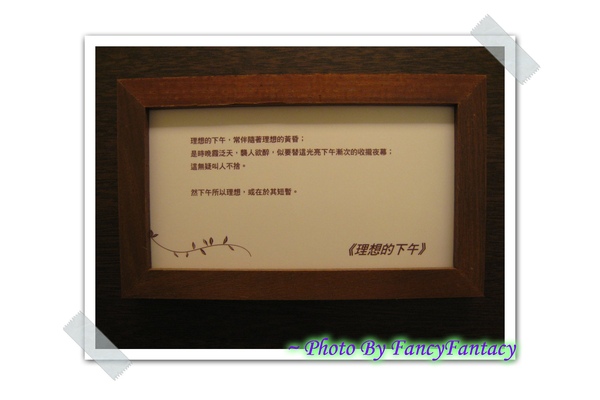 理想的下午，常伴隨著理想的黃昏；
是時晚霞泛天，襲人欲醉，似要替這光亮下午漸次的收攏夜幕；
這無疑叫人不捨。
然下午所以理想，或在於其短暫。
《理想的下午》
~ Photo By FancyFantacy